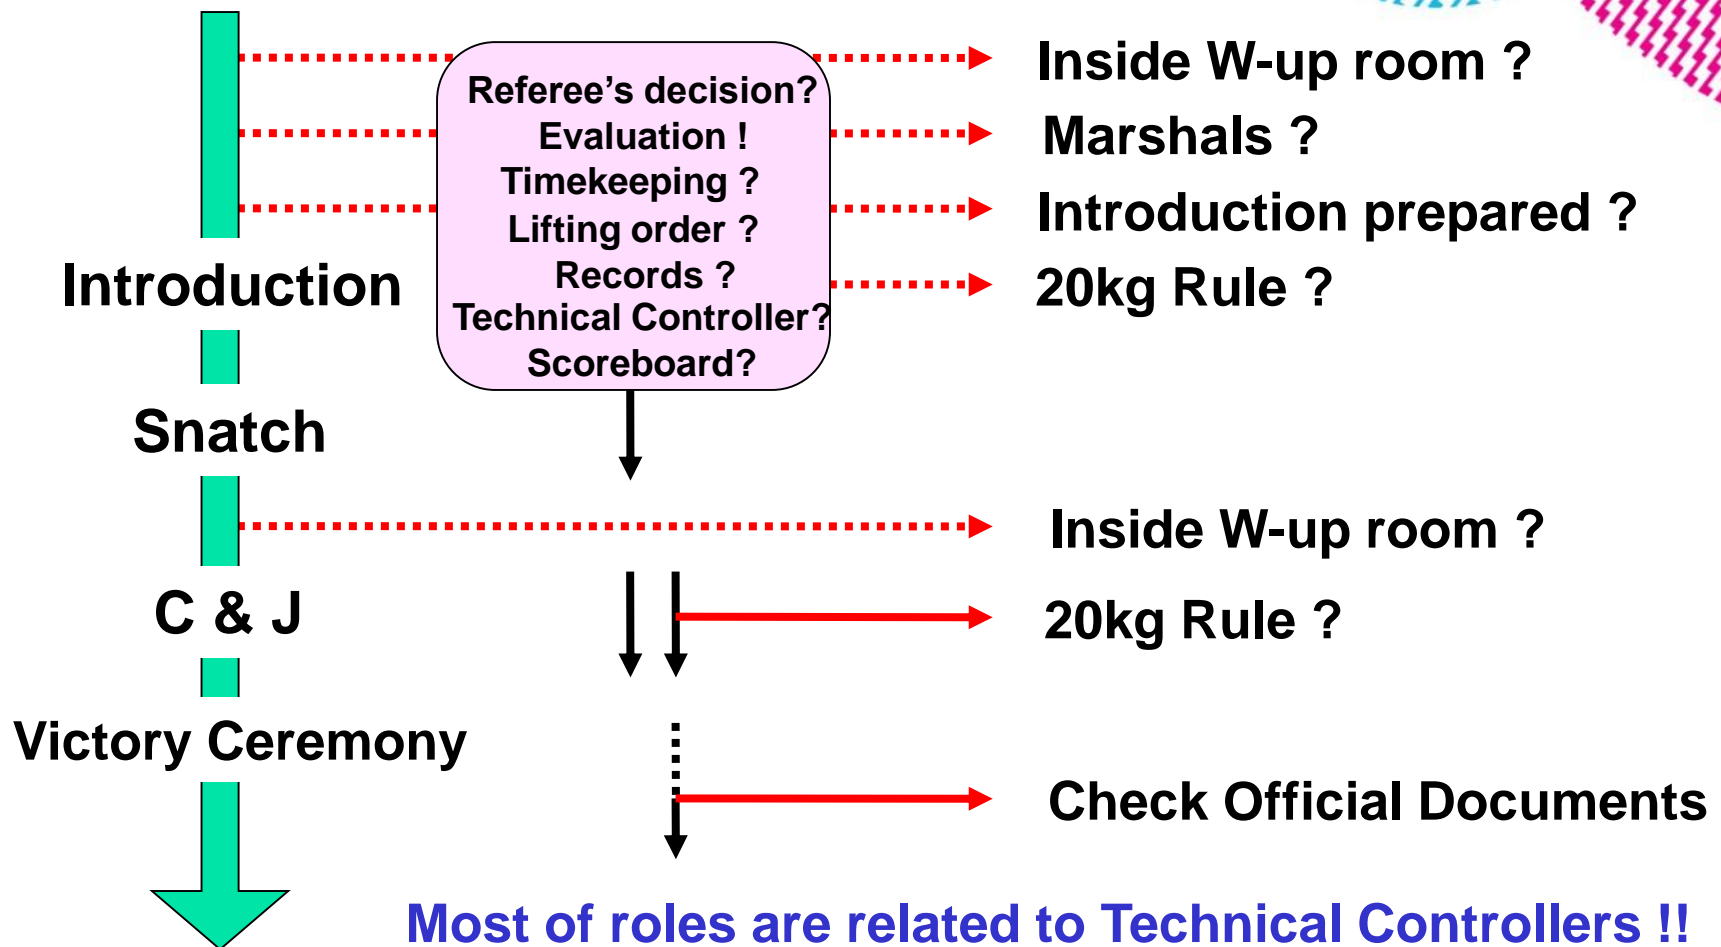 Inside W-up room ?
Referee's decision?
Evaluation !
Marshals ?
Timekeeping ?
Introduction prepared ?
Lifting order ?
Records ?
Introduction
20kg Rule ?
Technical Controller?
Scoreboard?
Snatch
Inside W-up room ?
C & J
20kg Rule ?
Victory Ceremony
Check Official Documents
Most of roles are related to Technical Controllers !!